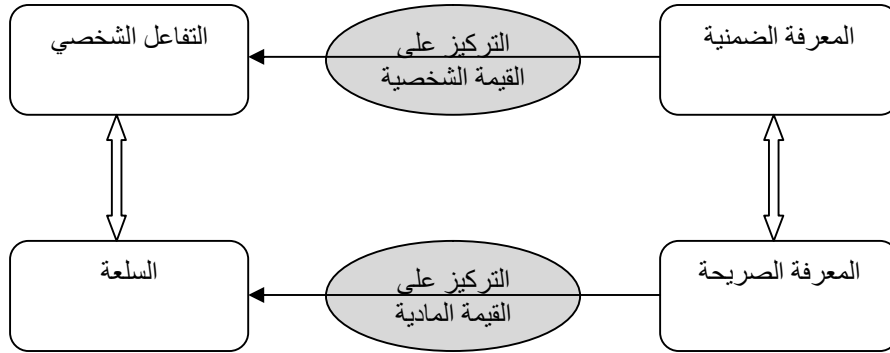 المعرفة الضمنية
التركيز على
القيمة الشخصية
التفاعل الشخصي
المعرفة الصريحة
التركيز على
القيمة المادية
السلعة